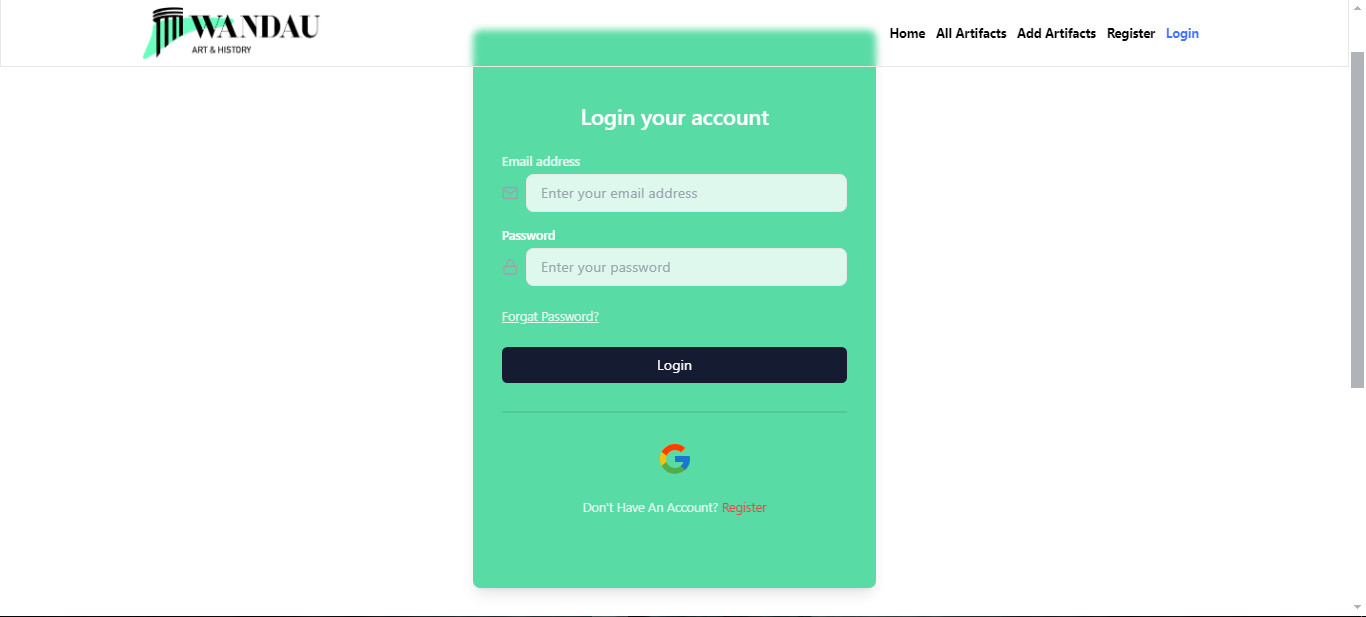 WANDAU
ART & HISTORY
Home All Artifacts Add Artifacts Register Login
Login your account
Email address
Enter your email address
Password
Enter your password
Forgat Password?
Login
Don't Have An Account? Register